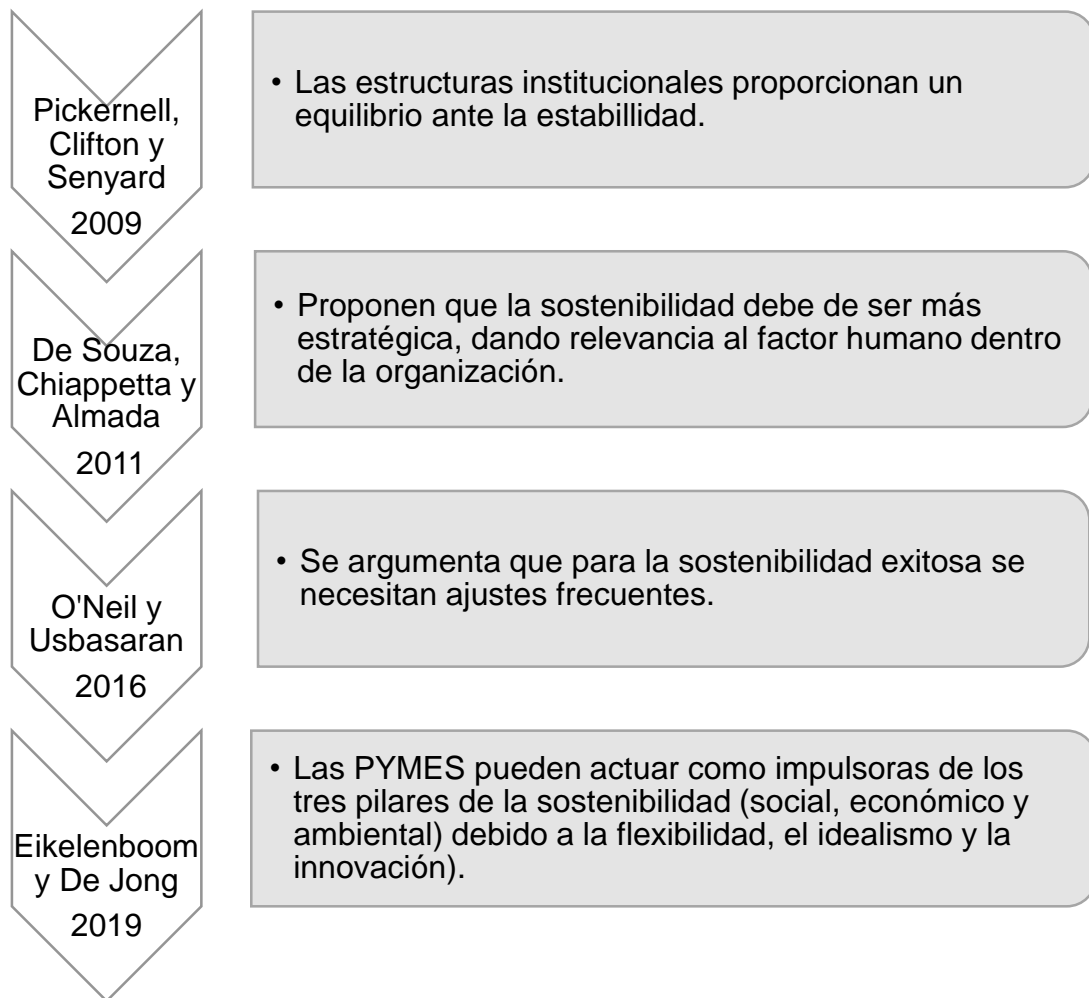 Pickernell,
Clifton y
Senyard
2009
• Las estructuras institucionales proporcionan un
equilibrio ante la estabillidad.
De Souza,
Chiappetta y
Almada
2011
• Proponen que la sostenibilidad debe de ser más
estratégica, dando relevancia al factor humano dentro
de la organización.
O'Neil y
Usbasaran
2016
• Se argumenta que para la sostenibilidad exitosa se
necesitan ajustes frecuentes.
Eikelenboom
y De Jong
2019
• Las PYMES pueden actuar como impulsoras de los
tres pilares de la sostenibilidad (social, económico y
ambiental) debido a la flexibilidad, el idealismo y la
innovación).